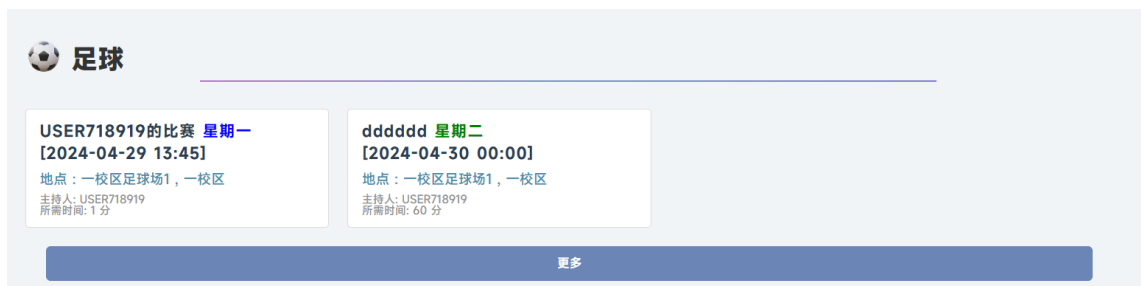 足球
USER718919的比赛 星期一
[2024-04-29 13:45]
地点：一校区足球场1，一校区
主持人: USER718919
所需时间: 1 分
dddddd 星期二
[2024-04-30 00:00]
地点：一校区足球场1，一校区
主持人: USER718919
所需时间: 60 分
更多